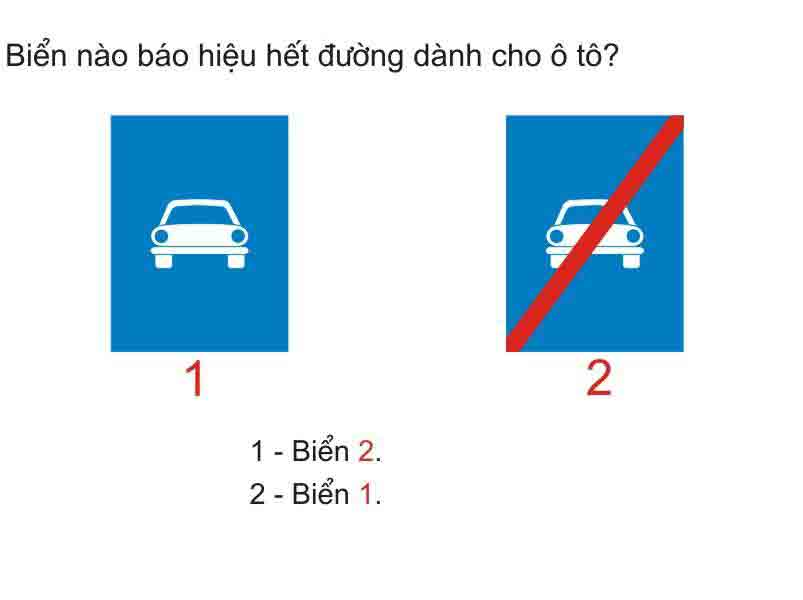 Biển nào báo hiệu hết đường dành cho ô tô?
1
2
1 - Biển 2.
2 - Biển 1.